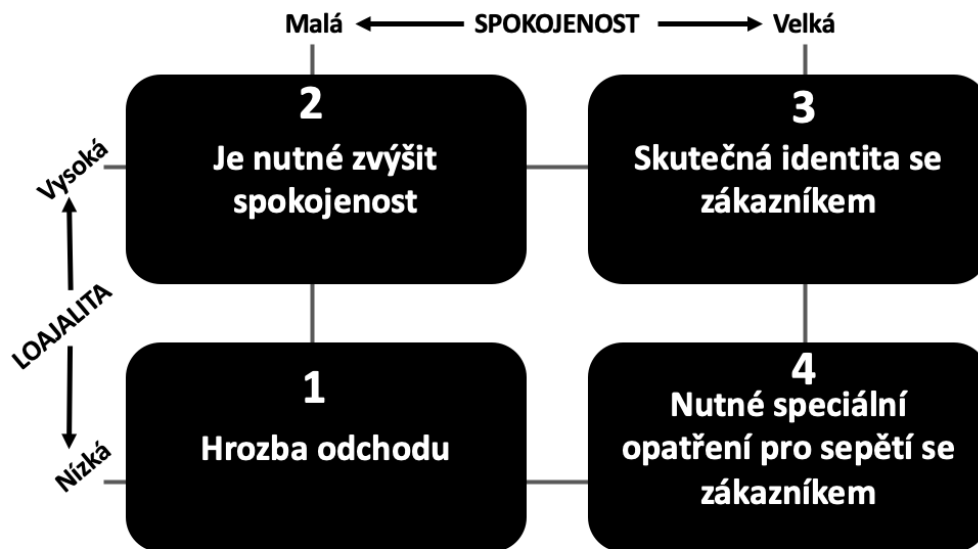 Malá SPOKOJENOST Velká
2
Je nutné zvýšit
spokojenost
3
Skutečná identita se
zákazníkem
Vysoká
LOAJALITA
Nízká
1
Hrozba odchodu
4
Nutné speciální
opatření pro sepětí se
zákazníkem